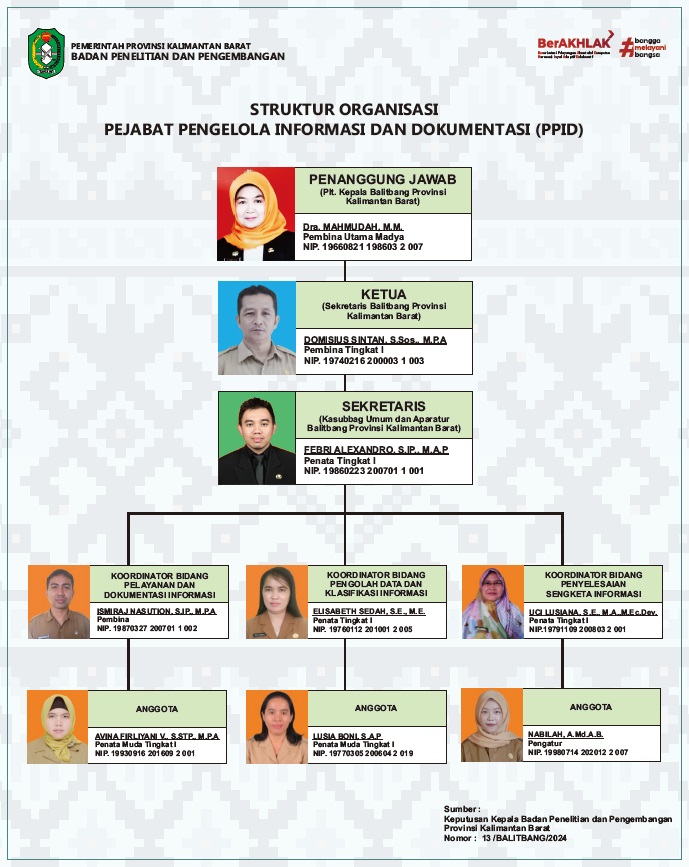 PEMERINTAH PROVINSI KALIMANTAN BARAT
BADAN PENELITIAN DAN PENGEMBANGAN
BerAKHLAK
#bangga
melayani
bangsa
STRUKTUR ORGANISASI
PEJABAT PENGELOLA INFORMASI DAN DOKUMENTASI (PPID)
PENANGGUNG JAWAB
(Plt. Kepala Balitbang Provinsi
Kalimantan Barat)
Dra. MAHMUDAH, M.M.
Pembina Utama Madya
NIP. 19660821 198603 2 007
KETUA
(Sekretaris Balitbang Provinsi
Kalimantan Barat)
DOMISIUS SINTAN, S.Sos., M.P.A
Pembina Tingkat I
NIP. 19740216 200003 1 003
SEKRETARIS
(Kasubbag Umum dan Aparatur
Balitbang Provinsi Kalimantan Barat)
FEBRI ALEXANDRO, S.IP., M.A.P
Penata Tingkat I
NIP. 19860223 200701 1 001
KOORDINATOR BIDANG
PELAYANAN DAN
DOKUMENTASI INFORMASI
ISMIRAJ NASUTION, S.IP., M.P.A
Pembina
NIP. 19870327 200701 1 002
KOORDINATOR BIDANG
PENGOLAH DATA DAN
KLASIFIKASI INFORMASI
ELISABETH SEDAH, S.E., M.E.
Penata Tingkat I
NIP. 19760112 201001 2 005
KOORDINATOR BIDANG
PENYELESAIAN
SENGKETA INFORMASI
UCI LUSIANA, S.E., M.A.,M.Ec.Dev.
Penata Tingkat I
NIP.19791109 200803 2 001
ANGGOTA
AVINA FIRLIYANI V., S.STP., M.P.A
Penata Muda Tingkat I
NIP. 19930916 201609 2 001
ANGGOTA
LUSIA BONI, S.A.P
Penata Muda Tingkat I
NIP. 19770305 200604 2 019
ANGGOTA
NABILAH, A.Md.A.B.
Pengatur
NIP. 19980714 202012 2 007
Sumber :
Keputusan Kepala Badan Penelitian dan Pengembangan
Provinsi Kalimantan Barat
Nomor : 13 /BALITBANG/2024